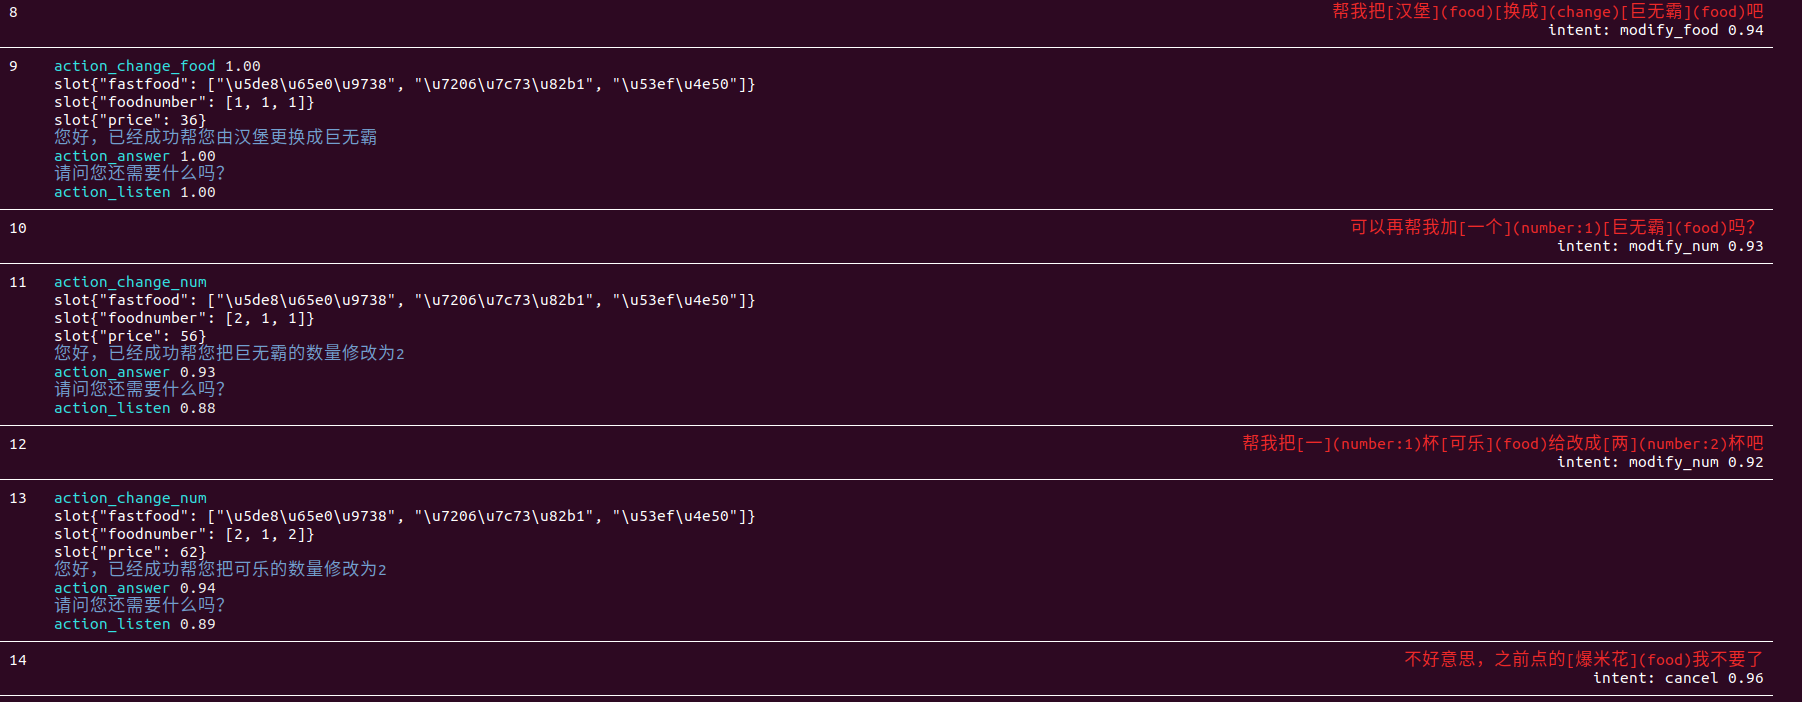 8 帮我把[汉堡](food)[换成](change)[巨无霸](food)吧
intent: modify_food 0.94
9 action_change_food 1.00
slot{"fastfood": ["\u5de8\u65e0\u9738", "\u7206\u7c73\u82b1", "\u53ef\u4e50"]}
slot{"foodnumber": [1, 1, 1]}
slot{"price": 36}
您好，已经成功帮您由汉堡更换成巨无霸
action_answer 1.00
请问您还需要什么吗？
action_listen 1.00
10 可以再帮我加[一个](number:1)[巨无霸](food)吗？
intent: modify_num 0.93
11 action_change_num
slot{"fastfood": ["\u5de8\u65e0\u9738", "\u7206\u7c73\u82b1", "\u53ef\u4e50"]}
slot{"foodnumber": [2, 1, 1]}
slot{"price": 56}
您好，已经成功帮您把巨无霸的数量修改为2
action_answer 0.93
请问您还需要什么吗？
action_listen 0.88
12 帮我把[一](number:1)杯[可乐](food)给改成[两](number:2)杯吧
intent: modify_num 0.92
13 action_change_num
slot{"fastfood": ["\u5de8\u65e0\u9738", "\u7206\u7c73\u82b1", "\u53ef\u4e50"]}
slot{"foodnumber": [2, 1, 2]}
slot{"price": 62}
您好，已经成功帮您把可乐的数量修改为2
action_answer 0.94
请问您还需要什么吗？
action_listen 0.89
14 不好意思，之前点的[爆米花](food)我不要了
intent: cancel 0.96